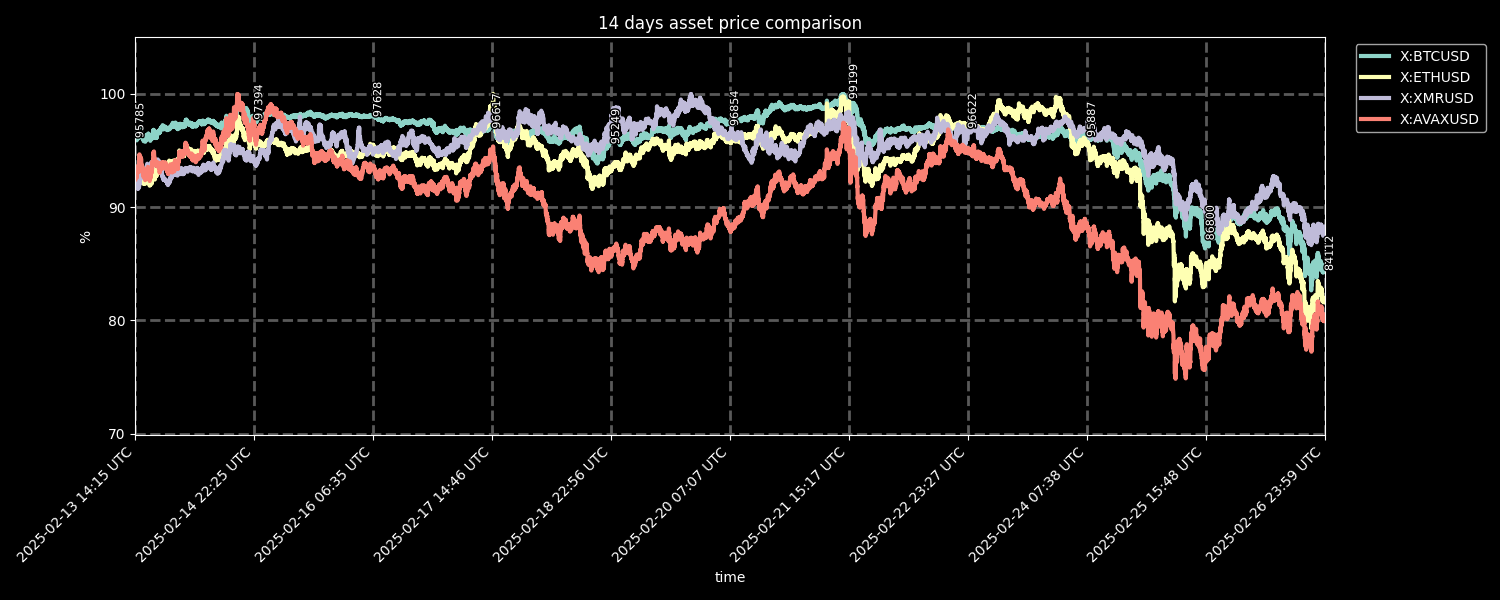 14 days asset price comparison
X:BTCUSD
X:ETHUSD
X:XMRUSD
X:AVAXUSD
100
90
80
70
%
95785
97394
97628
96617
95249
96854
99199
96622
95887
86800
84112
2025-02-13 14:15 UTC
2025-02-14 22:25 UTC
2025-02-16 06:35 UTC
2025-02-17 14:46 UTC
2025-02-18 22:56 UTC
2025-02-20 07:07 UTC
2025-02-21 15:17 UTC
2025-02-22 23:27 UTC
2025-02-24 07:38 UTC
2025-02-25 15:48 UTC
2025-02-26 23:59 UTC
time